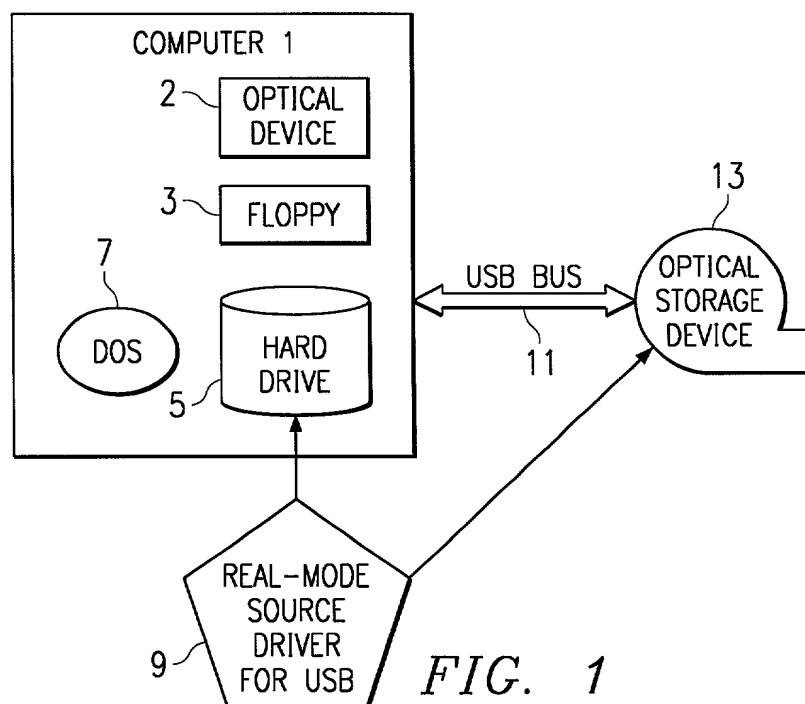 COMPUTER 1
2
OPTICAL
DEVICE
3
FLOPPY
7
DOS
5
HARD
DRIVE
USB BUS
11
13
OPTICAL
STORAGE
DEVICE
9
REAL-MODE
SOURCE
DRIVER
FOR USB
FIG. 1